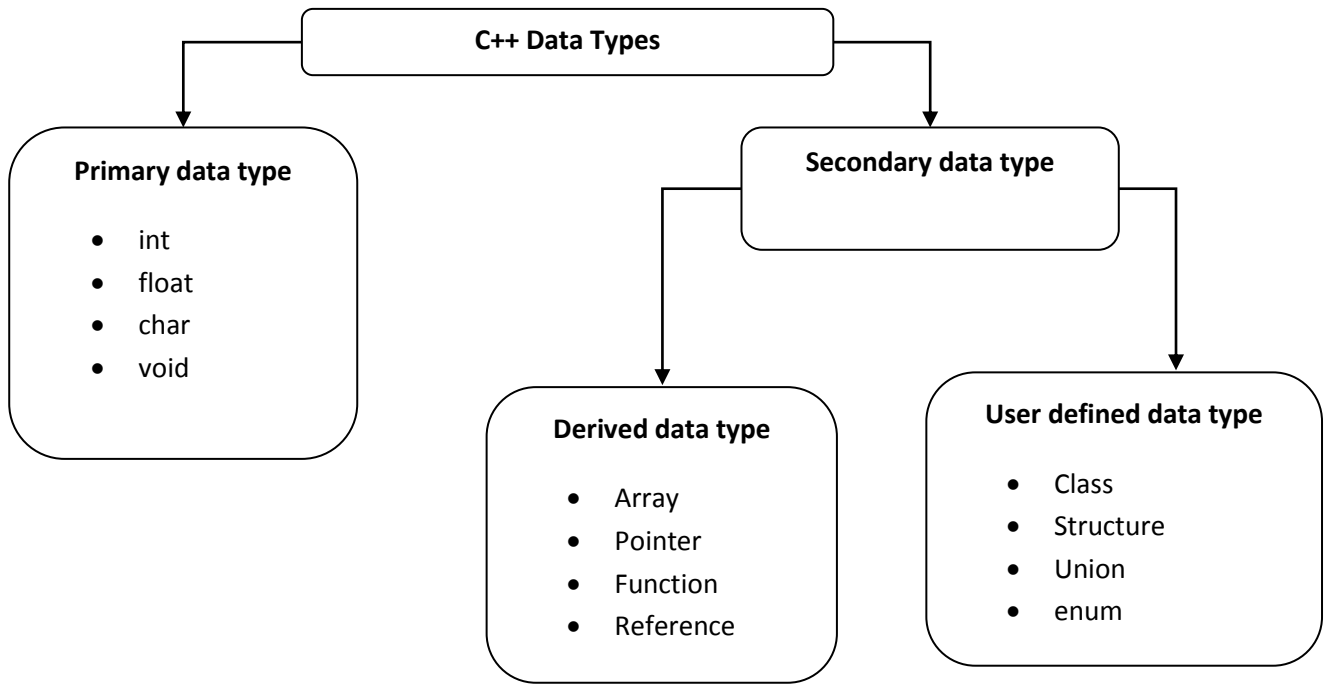 C++ Data Types
Primary data type
• int
• float
• char
• void
Secondary data type
Derived data type
• Array
• Pointer
• Function
• Reference
User defined data type
• Class
• Structure
• Union
• enum